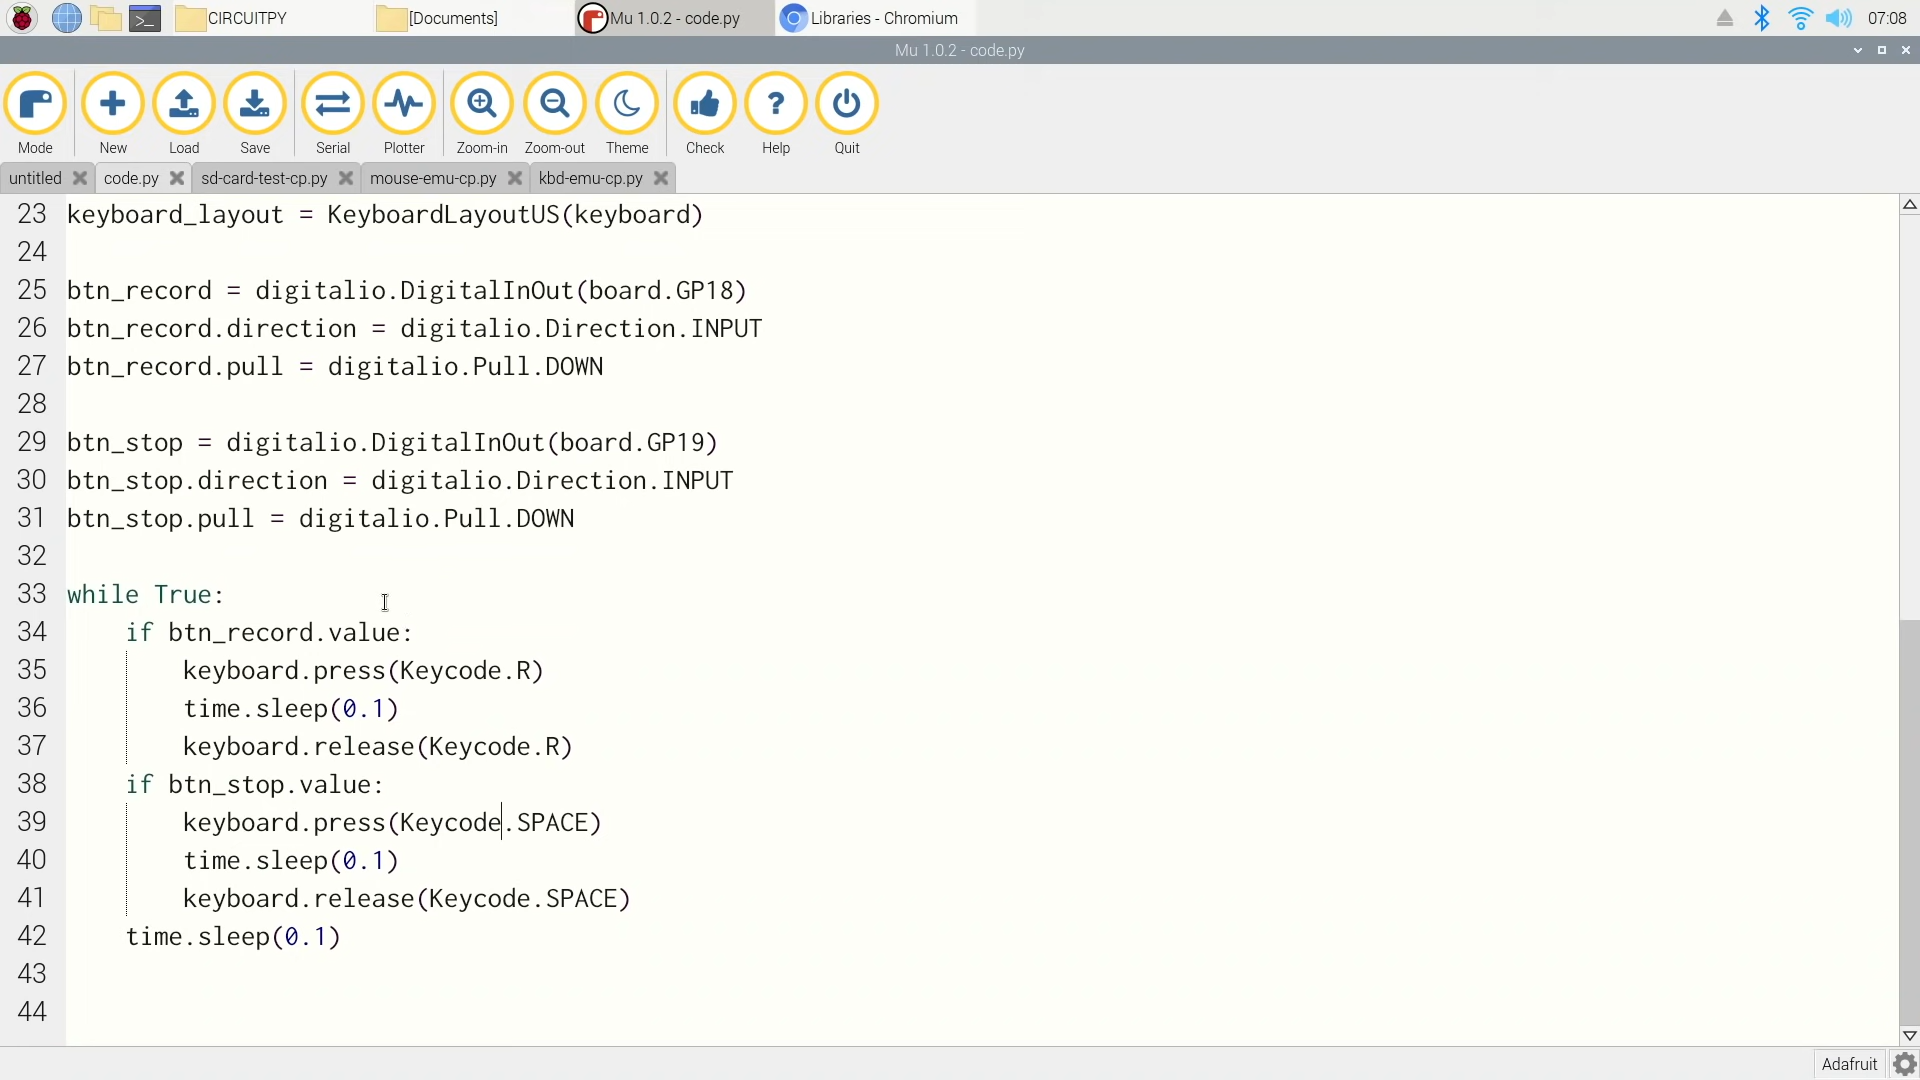 CIRCUITPY
[Documents]
Mu 1.0.2 - code.py
Libraries - Chromium
07:08
Mu 1.0.2 - code.py
Mode
New
Load
Save
Serial
Plotter
Zoom-in
Zoom-out
Theme
Check
Help
Quit
untitled
code.py
sd-card-test-cp.py
mouse-emu-cp.py
kbd-emu-cp.py
23 keyboard_layout = KeyboardLayoutUS(keyboard)
24
25 btn_record = digitalio.DigitalInOut(board.GP18)
26 btn_record.direction = digitalio.Direction.INPUT
27 btn_record.pull = digitalio.Pull.DOWN
28
29 btn_stop = digitalio.DigitalInOut(board.GP19)
30 btn_stop.direction = digitalio.Direction.INPUT
31 btn_stop.pull = digitalio.Pull.DOWN
32
33 while True:
34     if btn_record.value:
35         keyboard.press(Keycode.R)
36         time.sleep(0.1)
37         keyboard.release(Keycode.R)
38     if btn_stop.value:
39         keyboard.press(Keycode.SPACE)
40         time.sleep(0.1)
41         keyboard.release(Keycode.SPACE)
42     time.sleep(0.1)
43
44
Adafruit